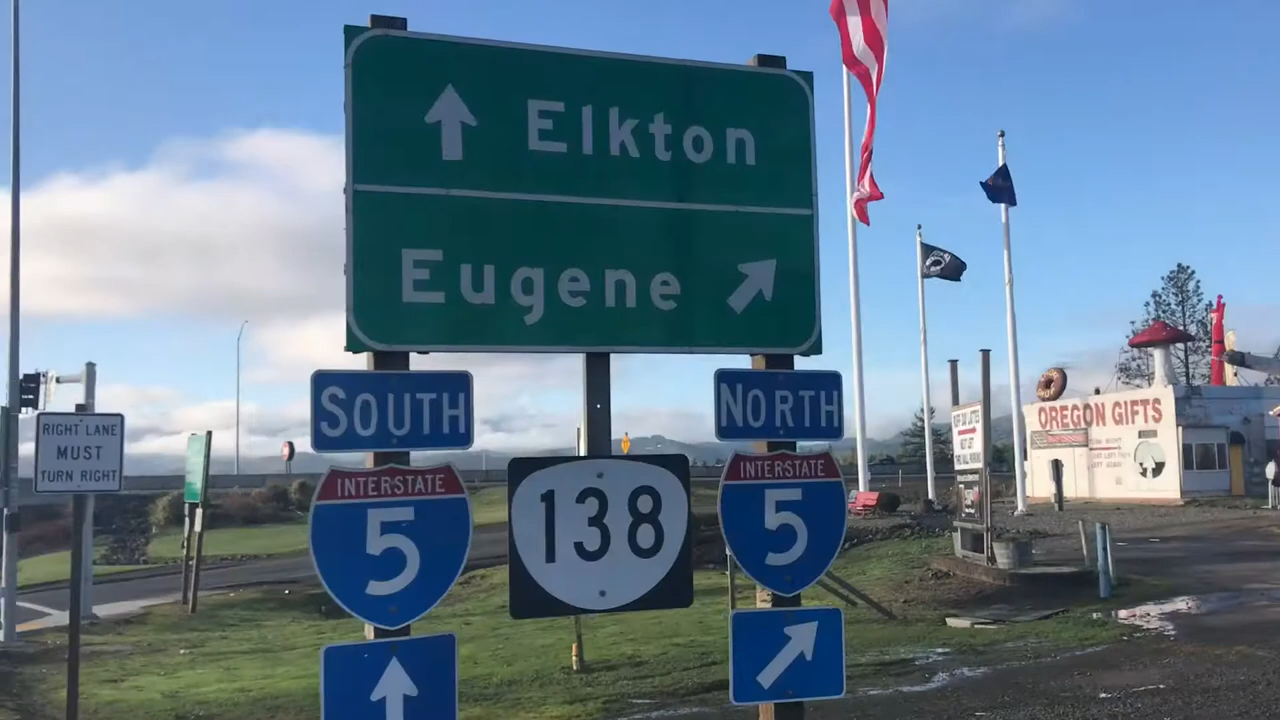 Elkton
Eugene
SOUTH
NORTH
INTERSTATE
5
138
INTERSTATE
5
RIGHT LANE
MUST
TURN RIGHT
OREGON GIFTS